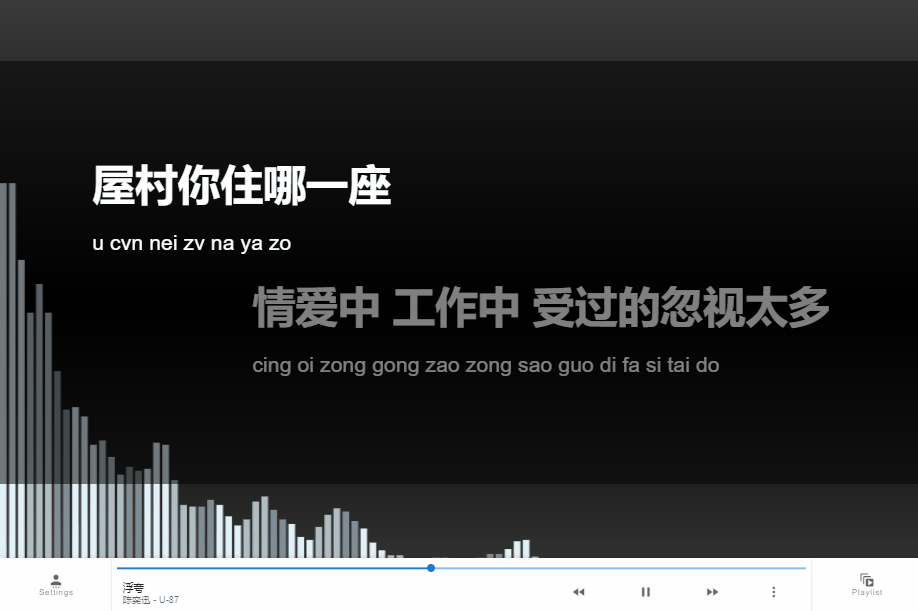 屋村你住哪一座
u cvn nei zv na ya zo
情爱中 工作中 受过的忽视太多
cing oi zong gong zao zong sao guo di fa si tai do
Settings
浮夸
陈奕迅 - U-87
Playlist